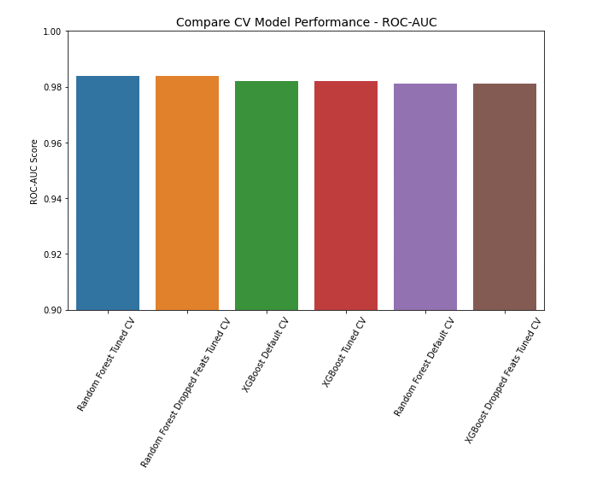 Compare CV Model Performance - ROC-AUC
1.00
0.98
0.96
0.94
0.92
0.90
ROC-AUC Score
Random Forest Tuned CV
Random Forest Dropped Feats Tuned CV
XGBoost Default CV
XGBoost Tuned CV
Random Forest Default CV
XGBoost Dropped Feats Tuned CV